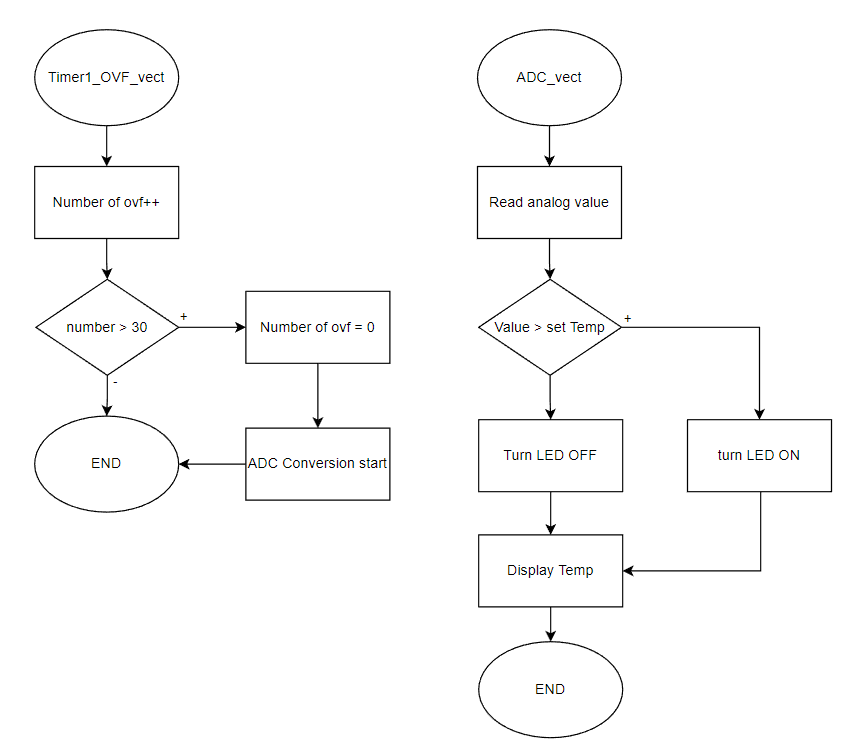 Timer1_OVF_vect
Number of ovf++
number > 30
+
-
Number of ovf = 0
ADC Conversion start
END
ADC_vect
Read analog value
Value > set Temp
+
Turn LED OFF
turn LED ON
Display Temp
END